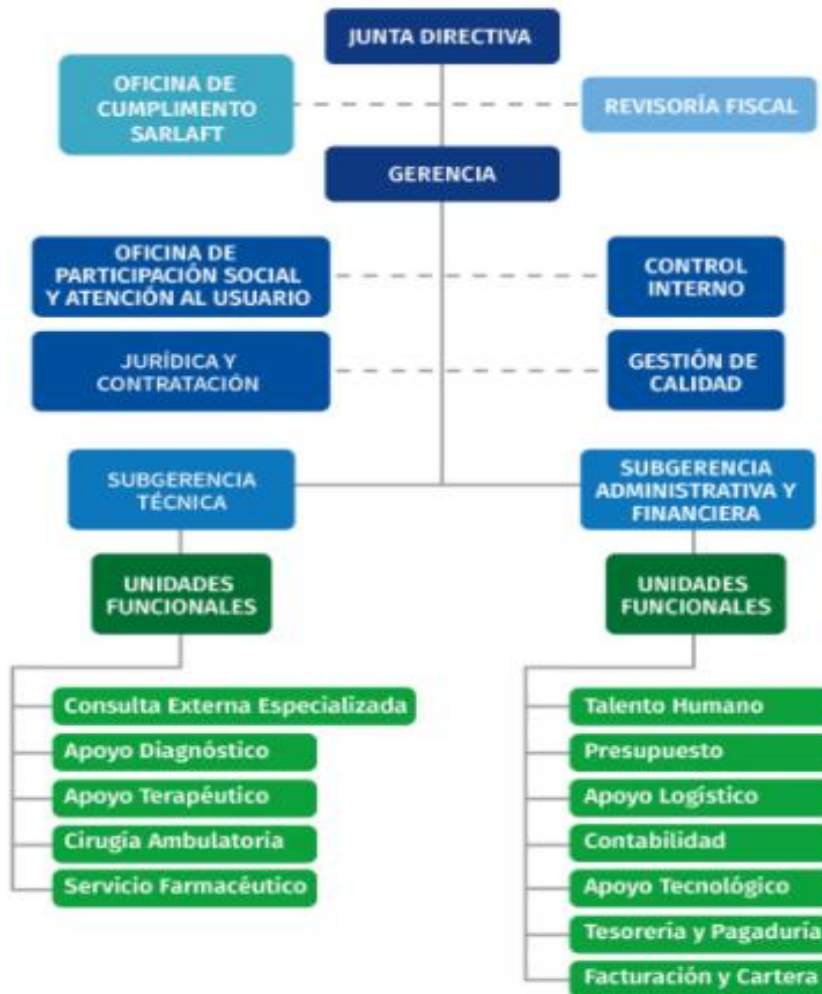 JUNTA DIRECTIVA
OFICINA DE
CUMPLIMENTO
SARLAFT
REVISORÍA FISCAL
GERENCIA
OFICINA DE
PARTICIPACIÓN SOCIAL
Y ATENCIÓN AL USUARIO
CONTROL
INTERNO
JURÍDICA Y
CONTRATACIÓN
GESTIÓN DE
CALIDAD
SUBGERENCIA
TÉCNICA
SUBGERENCIA
ADMINISTRATIVA Y
FINANCIERA
UNIDADES
FUNCIONALES
UNIDADES
FUNCIONALES
Consulta Externa Especializada
Apoyo Diagnóstico
Apoyo Terapéutico
Cirugía Ambulatoria
Servicio Farmacéutico
Talento Humano
Presupuesto
Apoyo Logístico
Contabilidad
Apoyo Tecnológico
Tesorería y Pagaduría
Facturación y Cartera